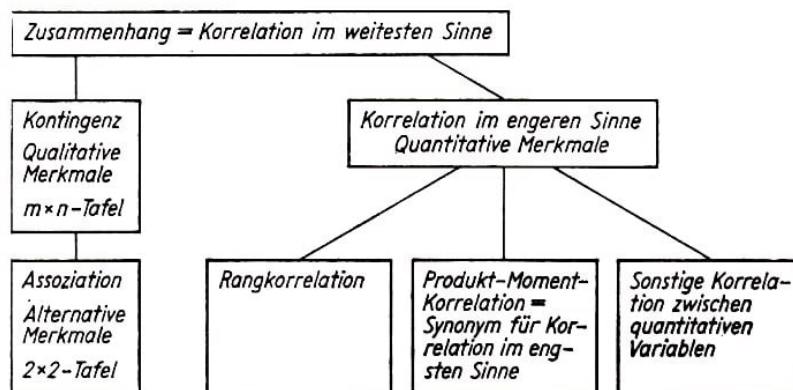 Zusammenhang = Korrelation im weitesten Sinne
Kontingenz
Qualitative
Merkmale
m×n-Tafel
Korrelation im engeren Sinne
Quantitative Merkmale
Assoziation
Alternative
Merkmale
2×2-Tafel
Rangkorrelation
Produkt-Moment-
Korrelation =
Synonym für Kor-
relation im eng-
sten Sinne
Sonstige Korrela-
tion zwischen
quantitativen
Variablen